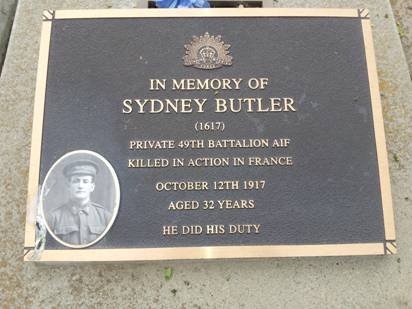 IN MEMORY OF
SYDNEY BUTLER
(1617)
PRIVATE 49TH BATTALION AIF
KILLED IN ACTION IN FRANCE
OCTOBER 12TH 1917
AGED 32 YEARS
HE DID HIS DUTY